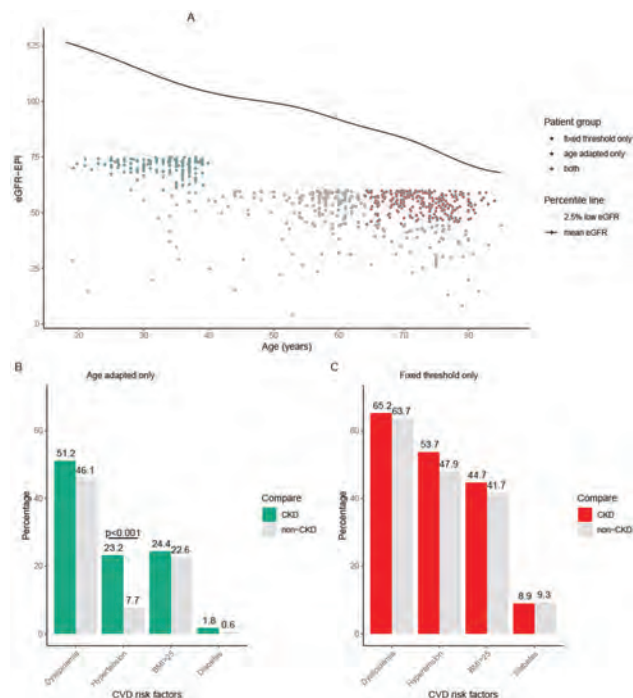 A
eGFR-EPI
125
100
75
50
25
0
20
30
40
50
60
70
80
90
Age (years)
Patient group
fixed threshold only
age adapted only
both
Percentile line
2.5% low eGFR
mean eGFR
B
Age adapted only
Percentage
60
40
20
0
51.2
46.1
p<0.001
23.2
7.7
24.4
22.6
1.8
0.6
Dyslipidemia
Hypertension
BMI>25
Diabetes
CVD risk factors
Compare
CKD
non-CKD
C
Fixed threshold only
Percentage
60
40
20
0
65.2
63.7
53.7
47.9
44.7
41.7
8.9
9.3
Dyslipidemia
Hypertension
BMI>25
Diabetes
CVD risk factors
Compare
CKD
non-CKD